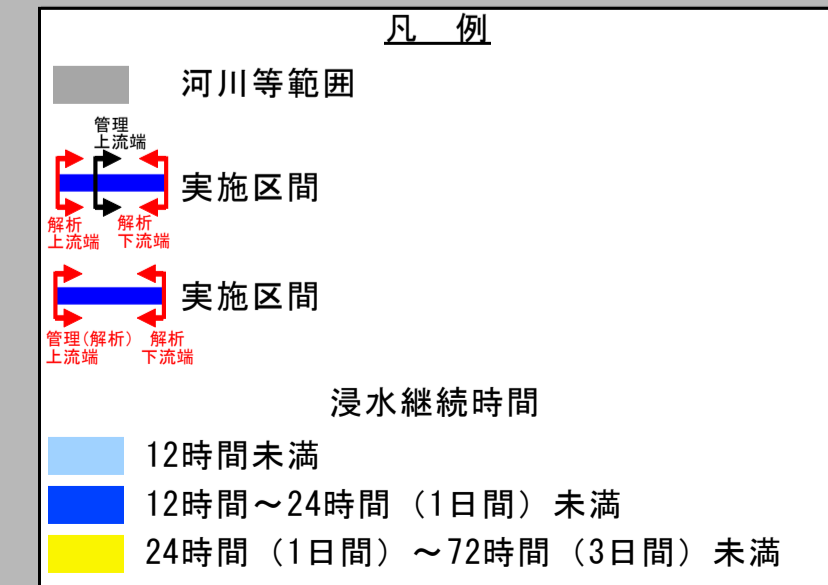 凡　例
河川等範囲
管理
上流端
実施区間
解析
上流端
解析
下流端
実施区間
管理(解析)
上流端
解析
下流端
浸水継続時間
12時間未満
12時間～24時間（1日間）未満
24時間（1日間）～72時間（3日間）未満